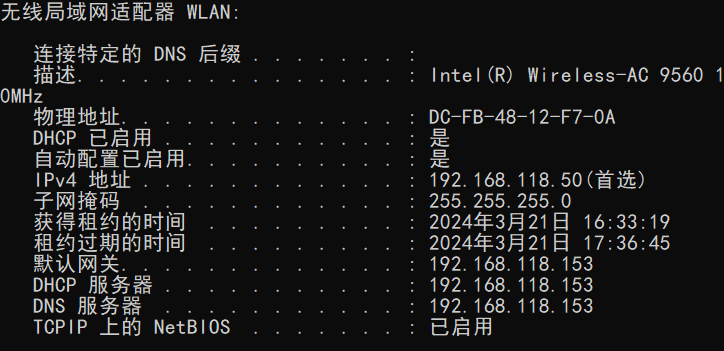 无线局域网适配器 WLAN:
连接特定的 DNS 后缀 . . . . . . . :
描述. . . . . . . . . . . . . . . : Intel(R) Wireless-AC 9560 1
0MHz
物理地址. . . . . . . . . . . . . : DC-FB-48-12-F7-0A
DHCP 已启用 . . . . . . . . . . . : 是
自动配置已启用. . . . . . . . . . : 是
IPv4 地址 . . . . . . . . . . . . : 192.168.118.50(首选)
子网掩码 . . . . . . . . . . . . : 255.255.255.0
获得租约的时间 . . . . . . . . . : 2024年3月21日 16:33:19
租约过期的时间 . . . . . . . . . : 2024年3月21日 17:36:45
默认网关. . . . . . . . . . . . . : 192.168.118.153
DHCP 服务器 . . . . . . . . . . . : 192.168.118.153
DNS 服务器 . . . . . . . . . . . : 192.168.118.153
TCPIP 上的 NetBIOS . . . . . . . : 已启用